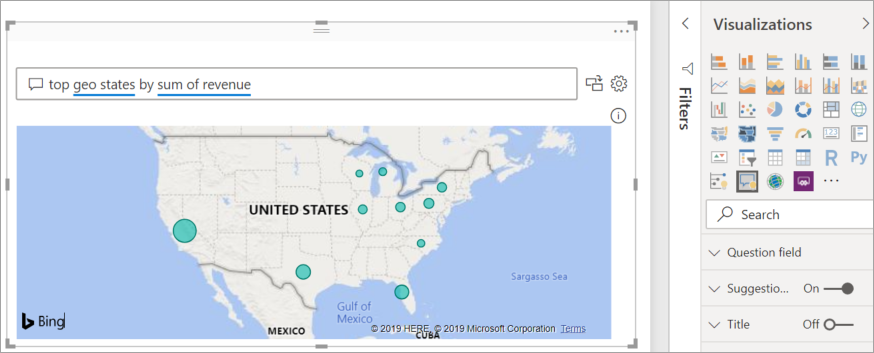 Visualizations
top geo states by sum of revenue
Filters
UNITED STATES
Sargasso Sea
Gulf of
Mexico
MEXICO
CUBA
Bing
© 2019 HERE, © 2019 Microsoft Corporation Terms
123
R Py
Search
Question field
Suggestio... On
Title Off